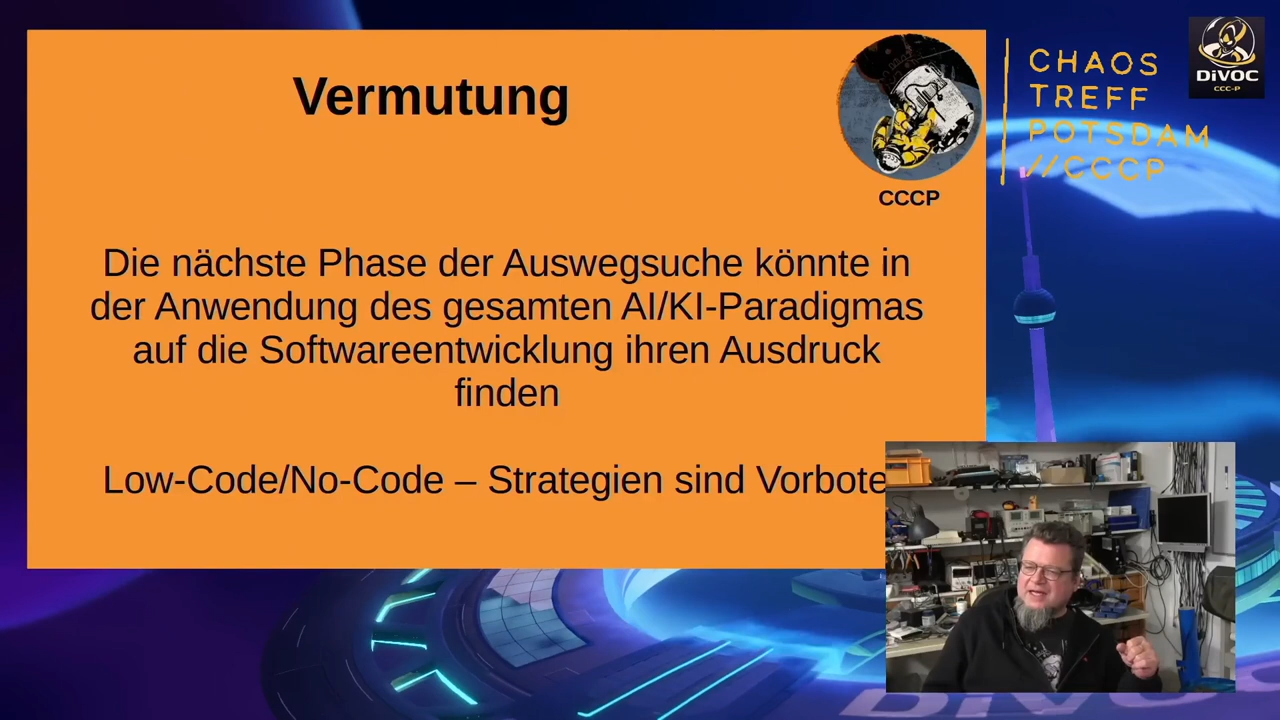 Vermutung
CCCP
Die nächste Phase der Auswegsuche könnte in
der Anwendung des gesamten AI/KI-Paradigmas
auf die Softwareentwicklung ihren Ausdruck
finden
Low-Code/No-Code – Strategien sind Vorbote
CHAOS
TREFF
POTSDAM
//CCCP
DiVOC
CCC-P